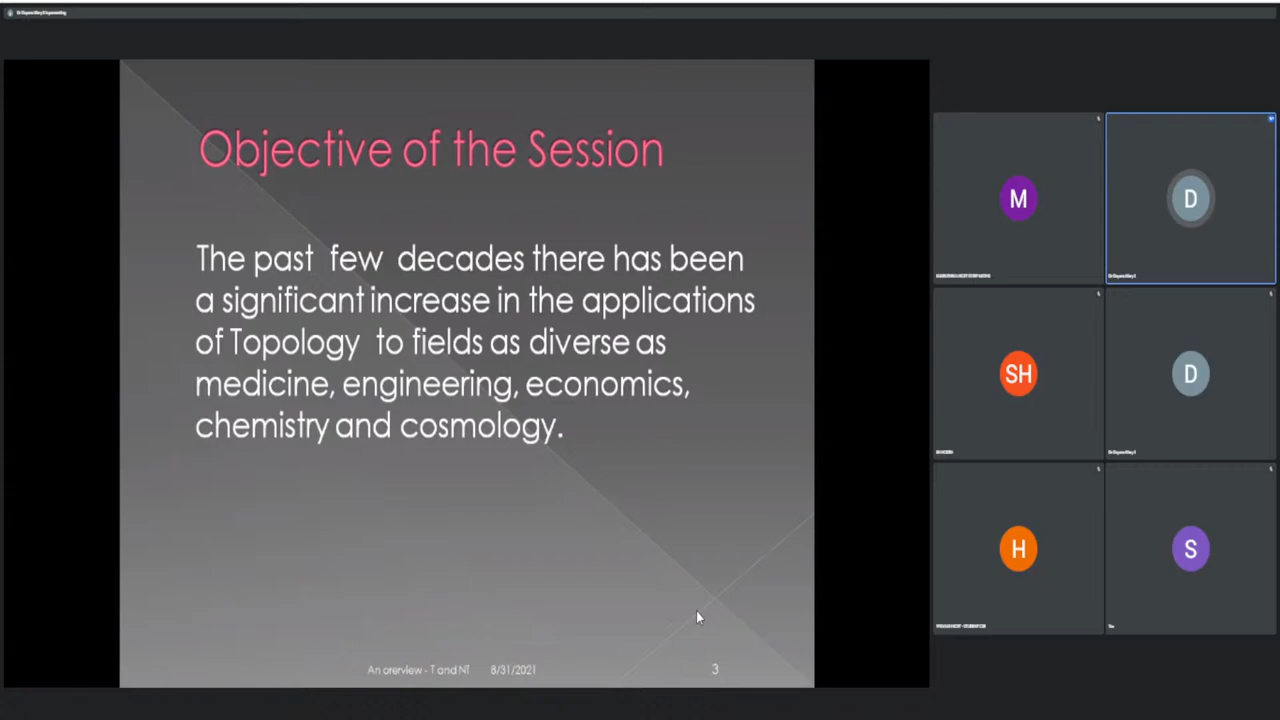 Objective of the Session
The past few decades there has been
a significant increase in the applications
of Topology to fields as diverse as
medicine, engineering, economics,
chemistry and cosmology.
An orerview - T and NT 8/31/2021 3
M
D
SH
D
H
S